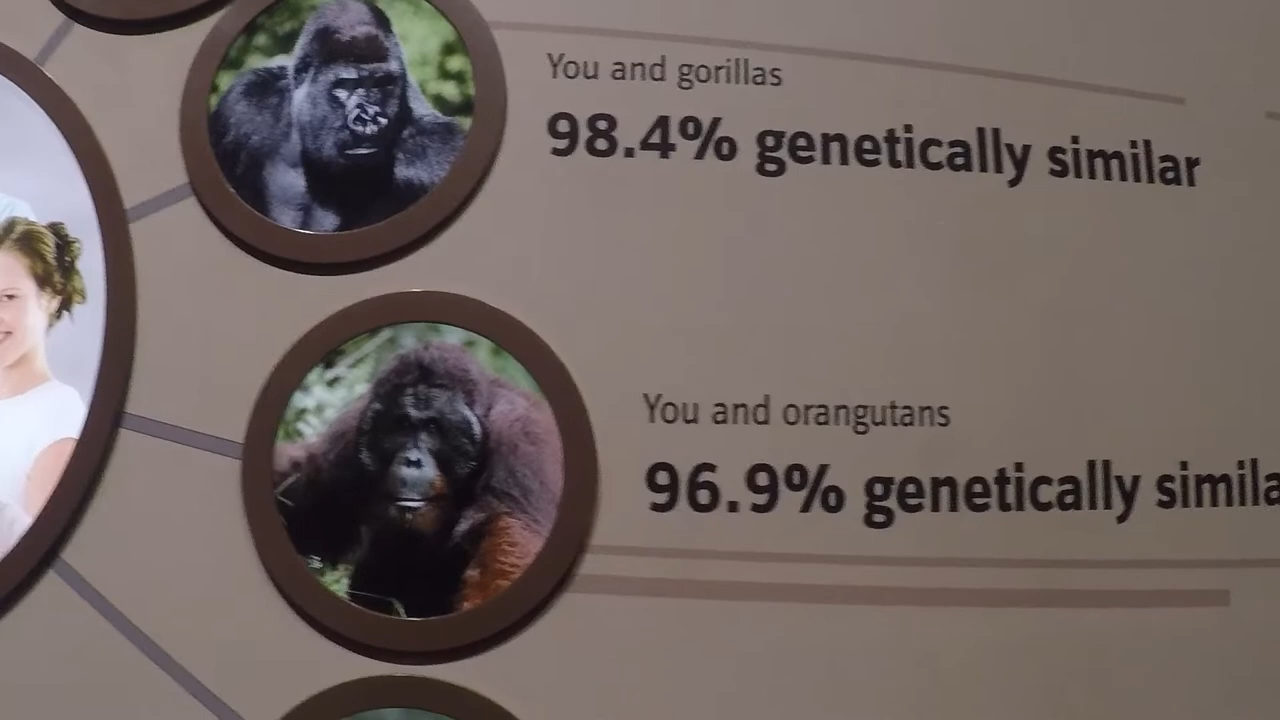 You and gorillas
98.4% genetically similar
You and orangutans
96.9% genetically simila